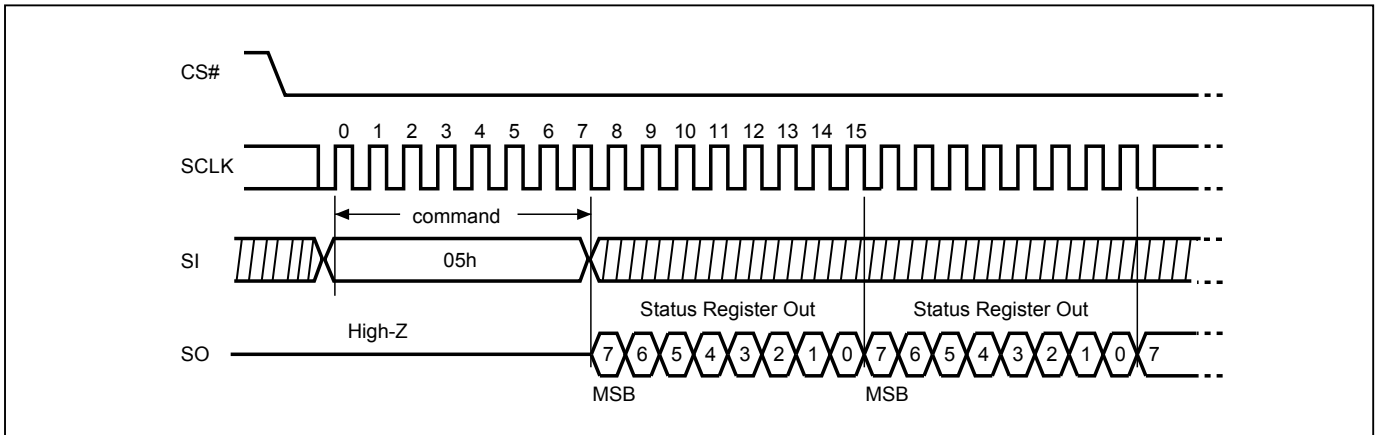 CS#
0 1 2 3 4 5 6 7 8 9 10 11 12 13 14 15
SCLK
command
SI
05h
Status Register Out Status Register Out
High-Z
SO
7 6 5 4 3 2 1 0 7 6 5 4 3 2 1 0 7
MSB MSB